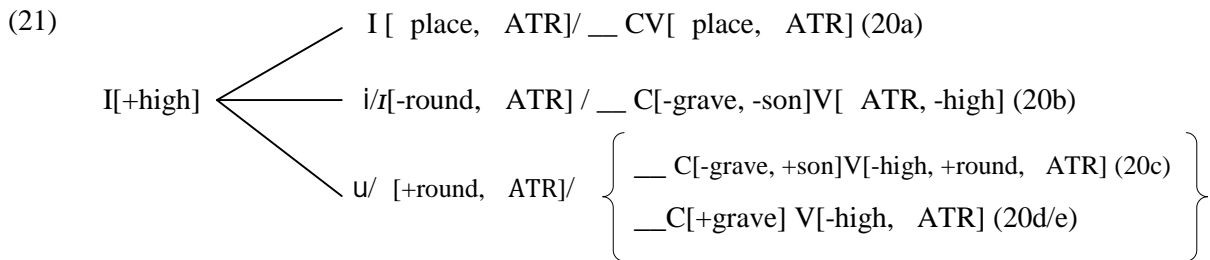 (21)
I [ place, ATR]/ __ CV[ place, ATR] (20a)
I[+high] i/ɪ[-round, ATR] / __ C[-grave, -son]V[ ATR, -high] (20b)
__ C[-grave, +son]V[-high, +round, ATR] (20c)
u/ [+round, ATR]/
__C[+grave] V[-high, ATR] (20d/e)